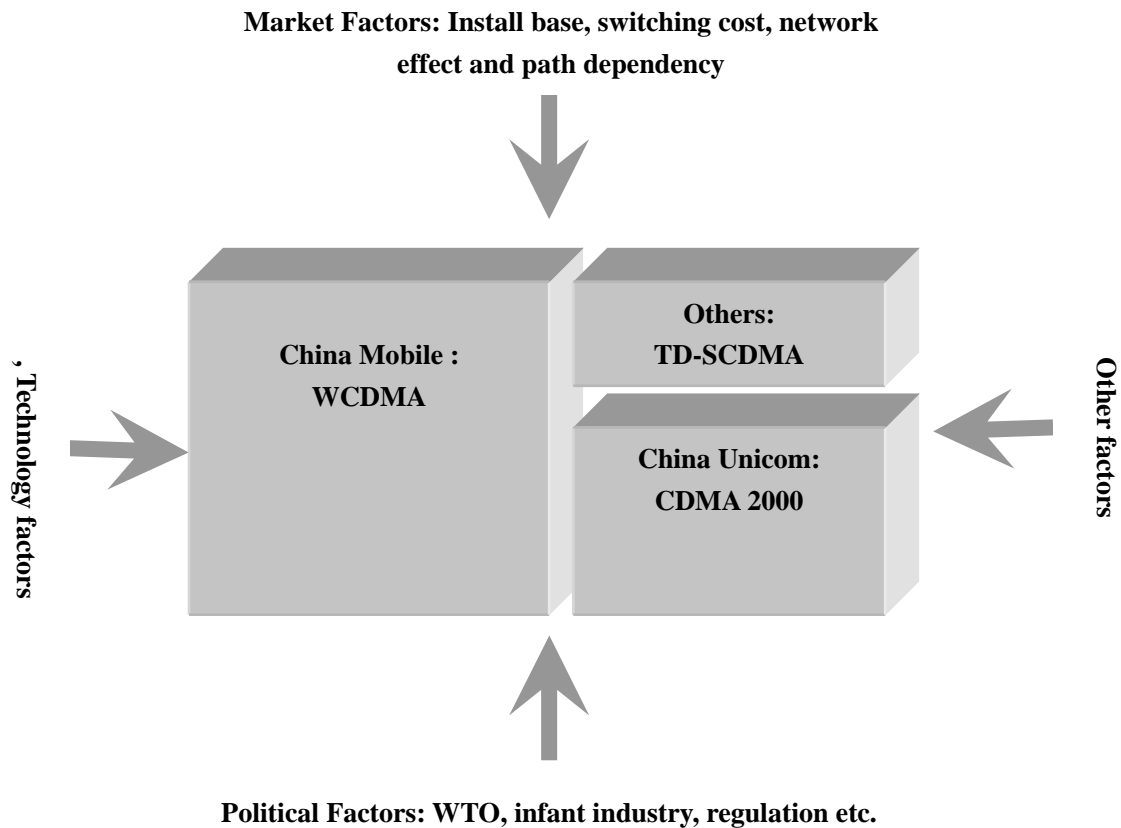 Market Factors: Install base, switching cost, network
effect and path dependency
Others:
TD-SCDMA
China Mobile :
WCDMA
, Technology factors
Other factors
China Unicom:
CDMA 2000
Political Factors: WTO, infant industry, regulation etc.